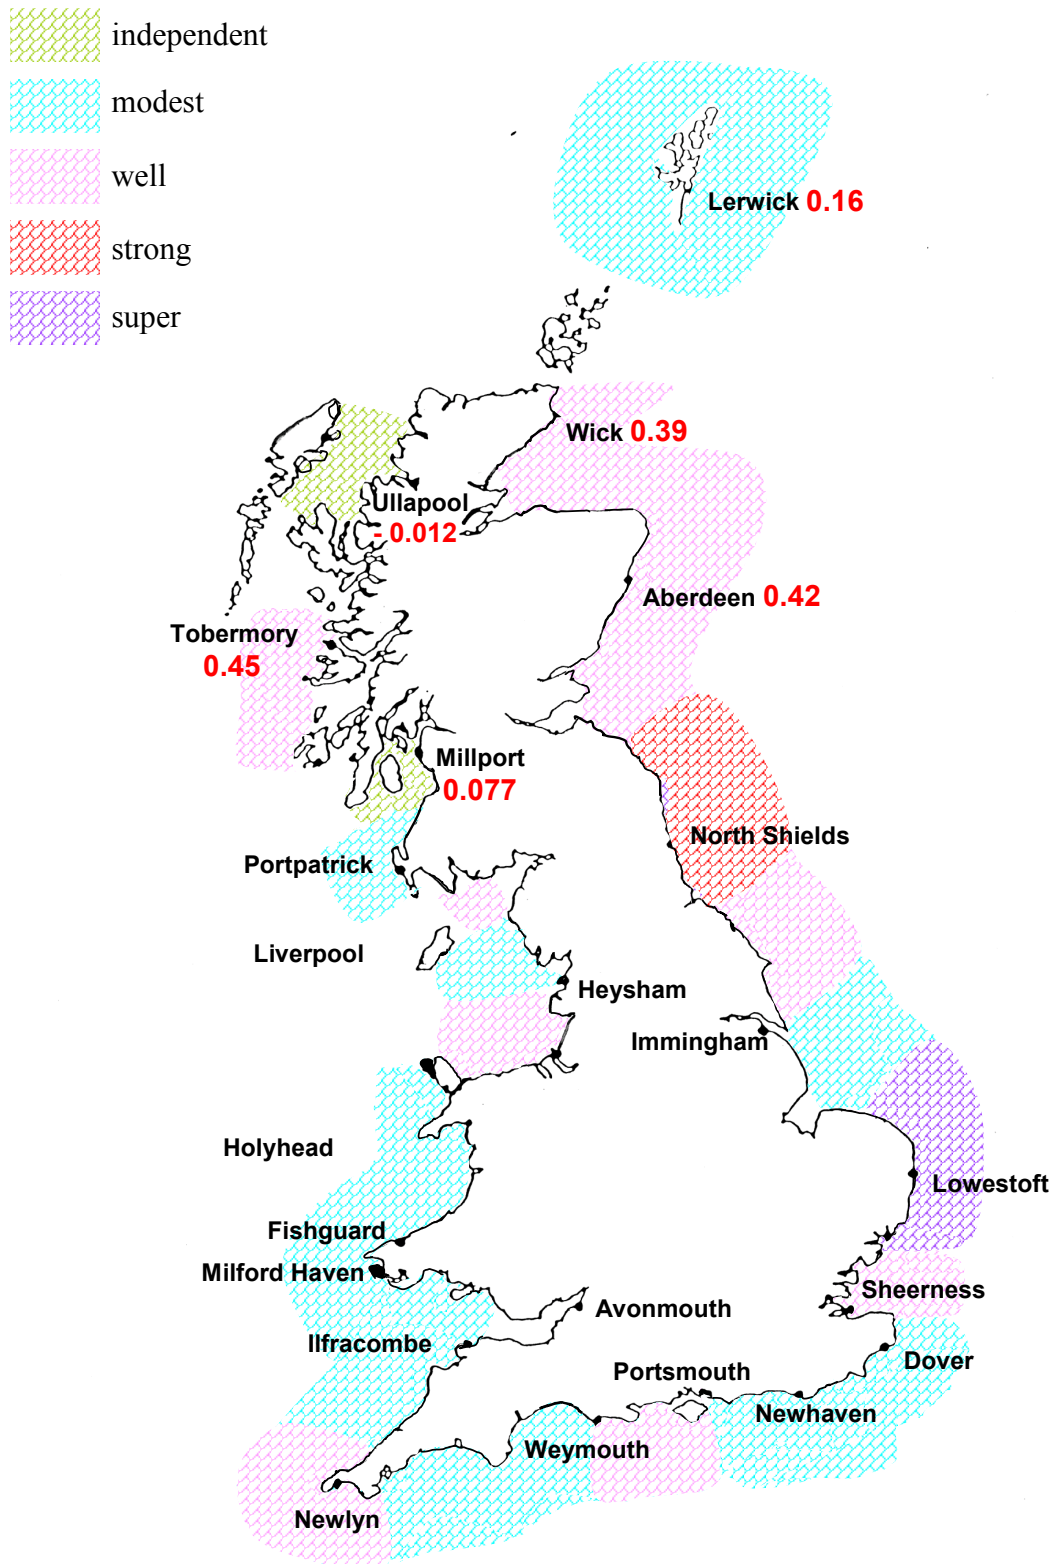 independent
modest
well
strong
super
Lerwick 0.16
Wick 0.39
Ullapool
- 0.012
Aberdeen 0.42
Tobermory
0.45
Millport
0.077
North Shields
Portpatrick
Liverpool
Heysham
Immingham
Holyhead
Lowestoft
Fishguard
Milford Haven
Sheerness
Avonmouth
Ilfracombe
Dover
Portsmouth
Newhaven
Weymouth
Newlyn